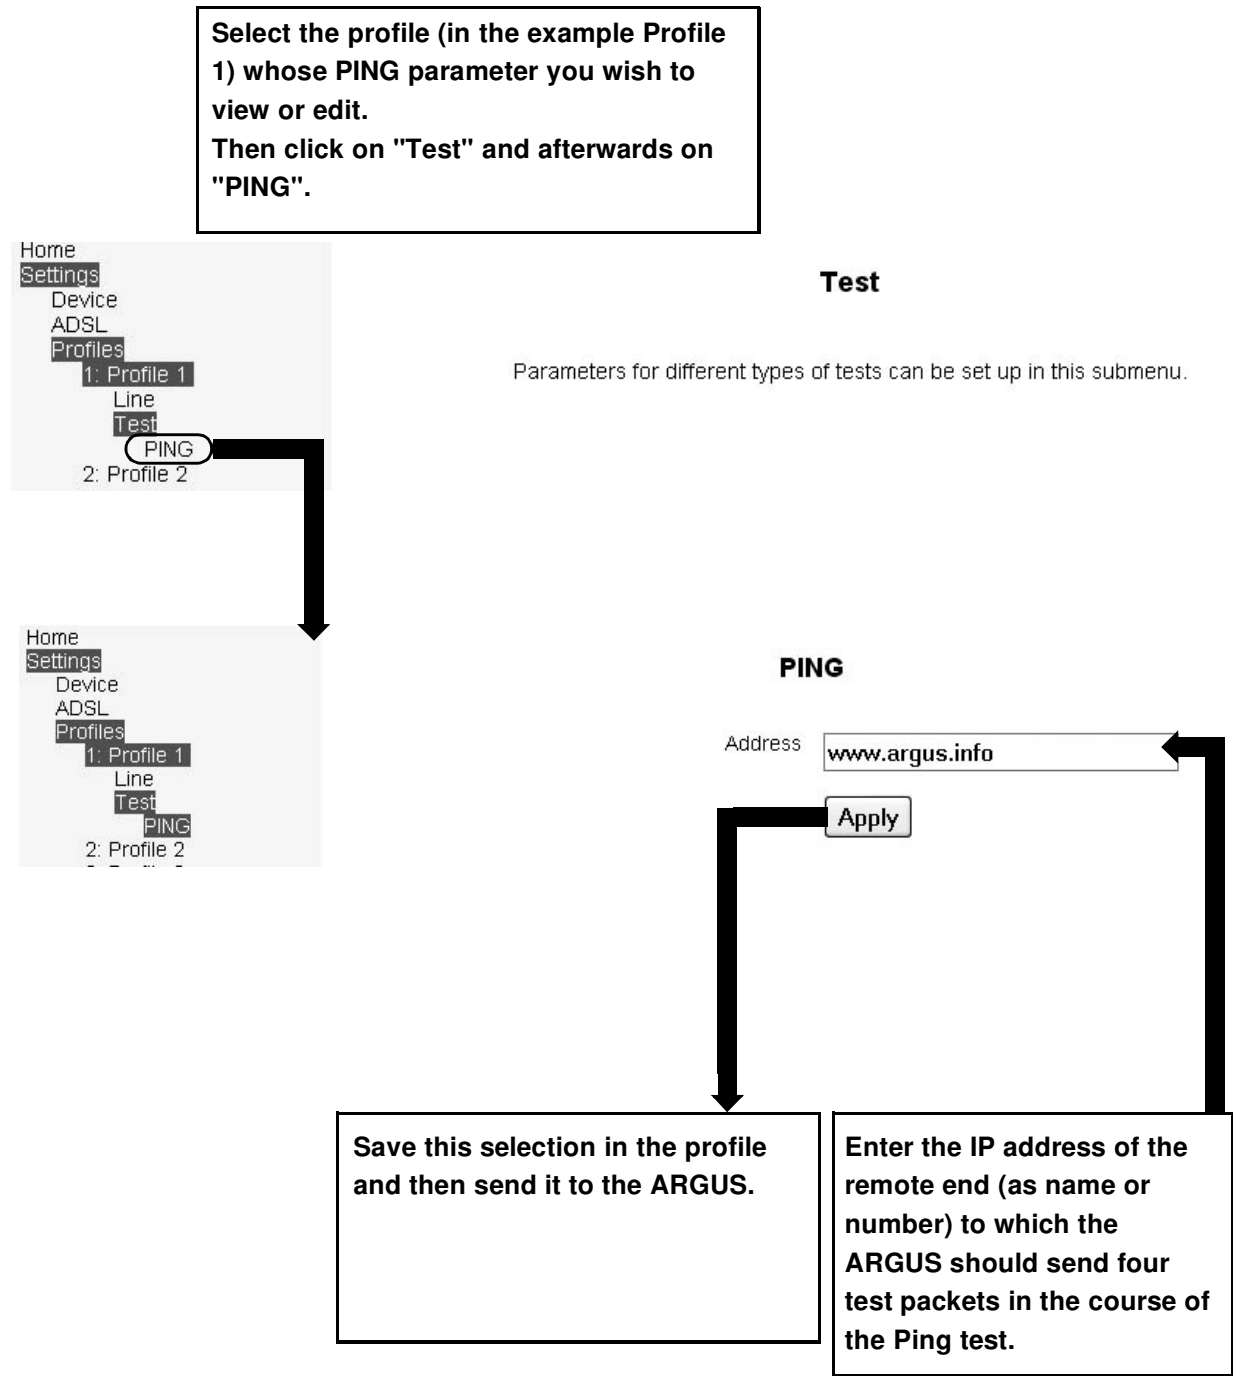 Select the profile (in the example Profile
1) whose PING parameter you wish to
view or edit.
Then click on "Test" and afterwards on
"PING".
Home
Settings
Device
ADSL
Profiles
1: Profile 1
Line
Test
PING
2: Profile 2
Test
Parameters for different types of tests can be set up in this submenu.
Home
Settings
Device
ADSL
Profiles
1: Profile 1
Line
Test
PING
2: Profile 2
PING
Address
www.argus.info
Apply
Save this selection in the profile
and then send it to the ARGUS.
Enter the IP address of the
remote end (as name or
number) to which the
ARGUS should send four
test packets in the course of
the Ping test.